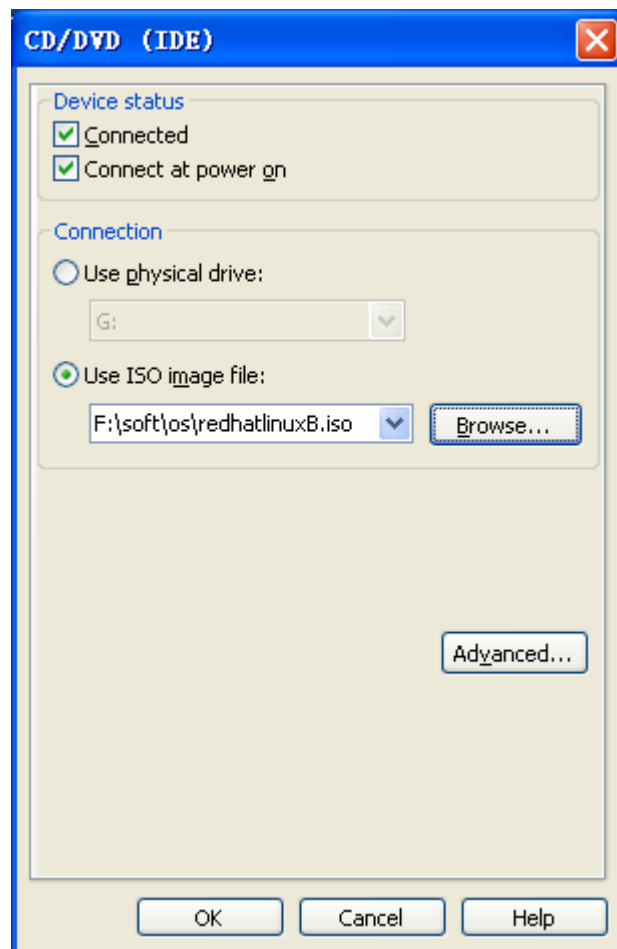 CD/DVD (IDE)
Device status
Connected
Connect at power on
Connection
Use physical drive:
G:
Use ISO image file:
F:\soft\os\redhatlinuxB.iso
Browse...
Advanced...
OK
Cancel
Help